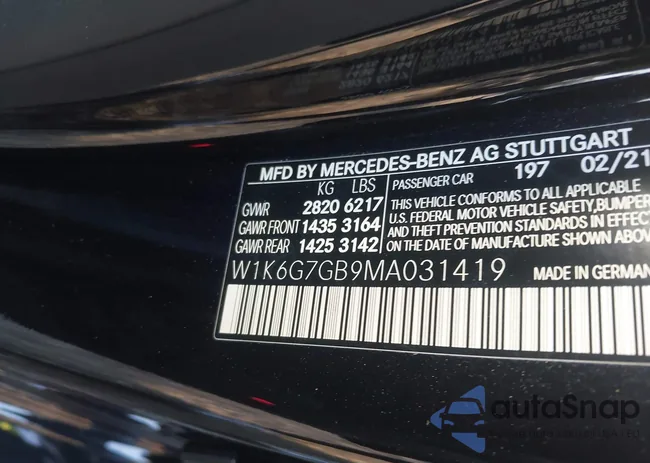 MFD BY MERCEDES-BENZ AG STUTTGART
KG LBS
PASSENGER CAR 197 02/21
GVWR 2820 6217
GAWR FRONT 1435 3164
GAWR REAR 1425 3142
THIS VEHICLE CONFORMS TO ALL APPLICABLE
U.S. FEDERAL MOTOR VEHICLE SAFETY, BUMPER
AND THEFT PREVENTION STANDARDS IN EFFECT
ON THE DATE OF MANUFACTURE SHOWN ABOVE
W1K6G7GB9MA031419 MADE IN GERMAN
autaSnap